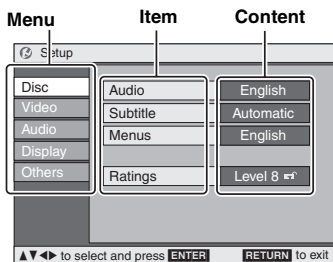 Menu Item Content
Setup
Disc Audio English
Video Subtitle Automatic
Audio Menus English
Display
Others Ratings Level 8
▲▼◀▶ to select and press ENTER RETURN to exit